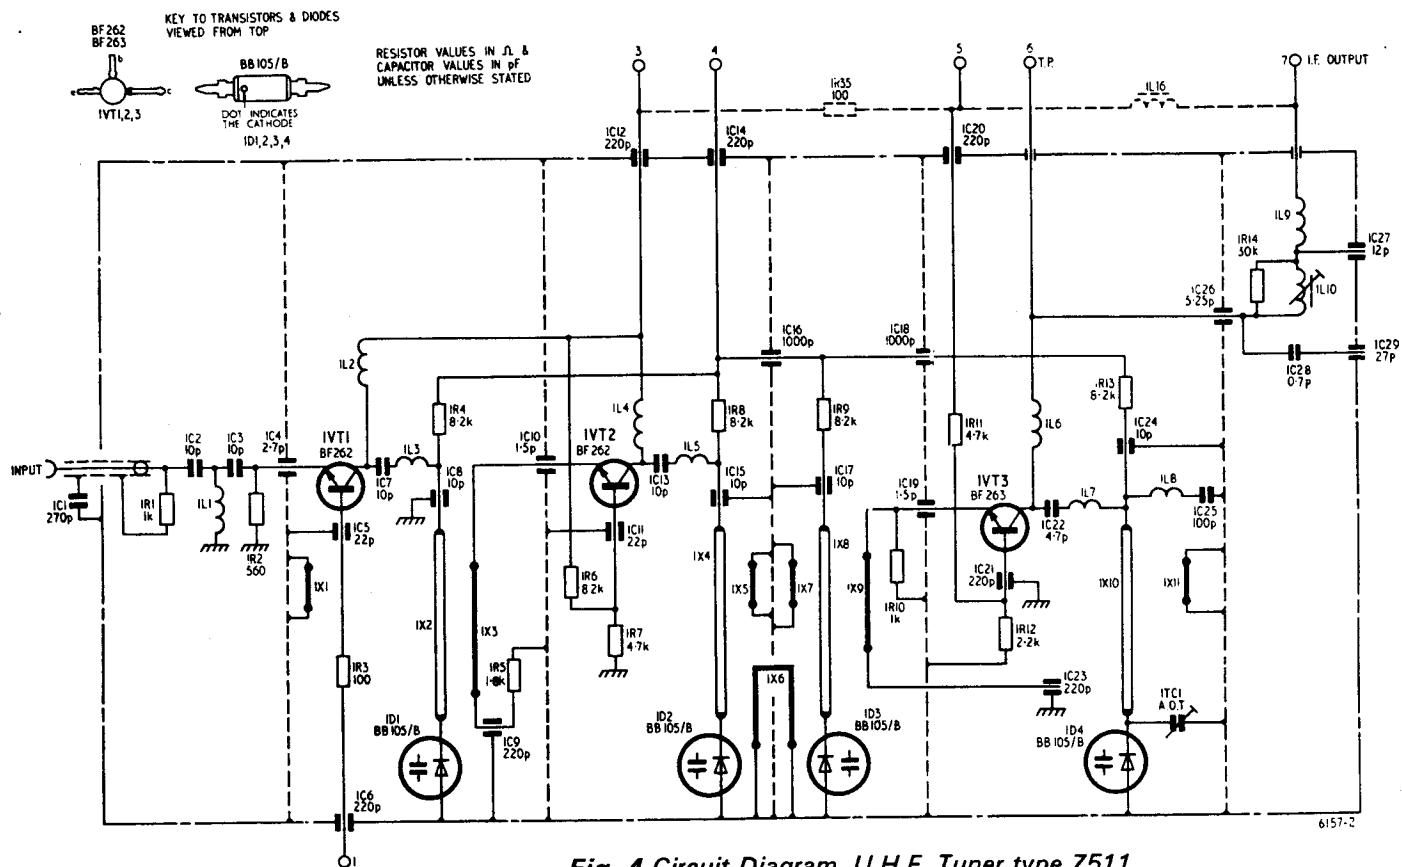 KEY TO TRANSISTORS & DIODES
VIEWED FROM TOP
BF262
BF263
b
e
c
1VT1,2,3
BB105/B
DOT INDICATES
THE CATHODE
1D1,2,3,4
RESISTOR VALUES IN Ω &
CAPACITOR VALUES IN pF
UNLESS OTHERWISE STATED
3
4
5
6
T.P.
7
I.F. OUTPUT
1R35
100
1L16
1C12
220p
1C14
220p
1C20
220p
1L9
1R14
30k
1C27
12p
1L10
1C26
5·25p
1C29
27p
1C28
0·7p
1L2
1C16
1000p
1C18
1000p
1R13
8·2k
1R4
8·2k
1L4
1R8
8·2k
1R9
8·2k
1R11
4·7k
1L6
1C24
10p
INPUT
1C2
10p
1C3
10p
1C4
2·7p
1VT1
BF262
1L3
1C7
10p
1C8
10p
1C10
1·5p
1VT2
BF262
1L5
1C13
10p
1C15
10p
1C17
10p
1C19
1·5p
1VT3
BF263
1L7
1C22
4·7p
1L8
1C25
100p
1C1
270p
1R1
1k
1L1
1R2
560
1C5
22p
1C11
22p
1X1
1X2
1X3
1R6
8·2k
1R7
4·7k
1X4
1X5
1X7
1X8
1X9
1R10
1k
1C21
220p
1R12
2·2k
1X10
1X11
1R3
100
1R5
1X6
1C23
220p
1TC1
A.O.T.
1D1
BB105/B
1C9
220p
1D2
BB105/B
1D3
BB105/B
1D4
BB105/B
1C6
220p
1
6157-2
Fig. 4 Circuit Diagram, U.H.F. Tuner type Z511